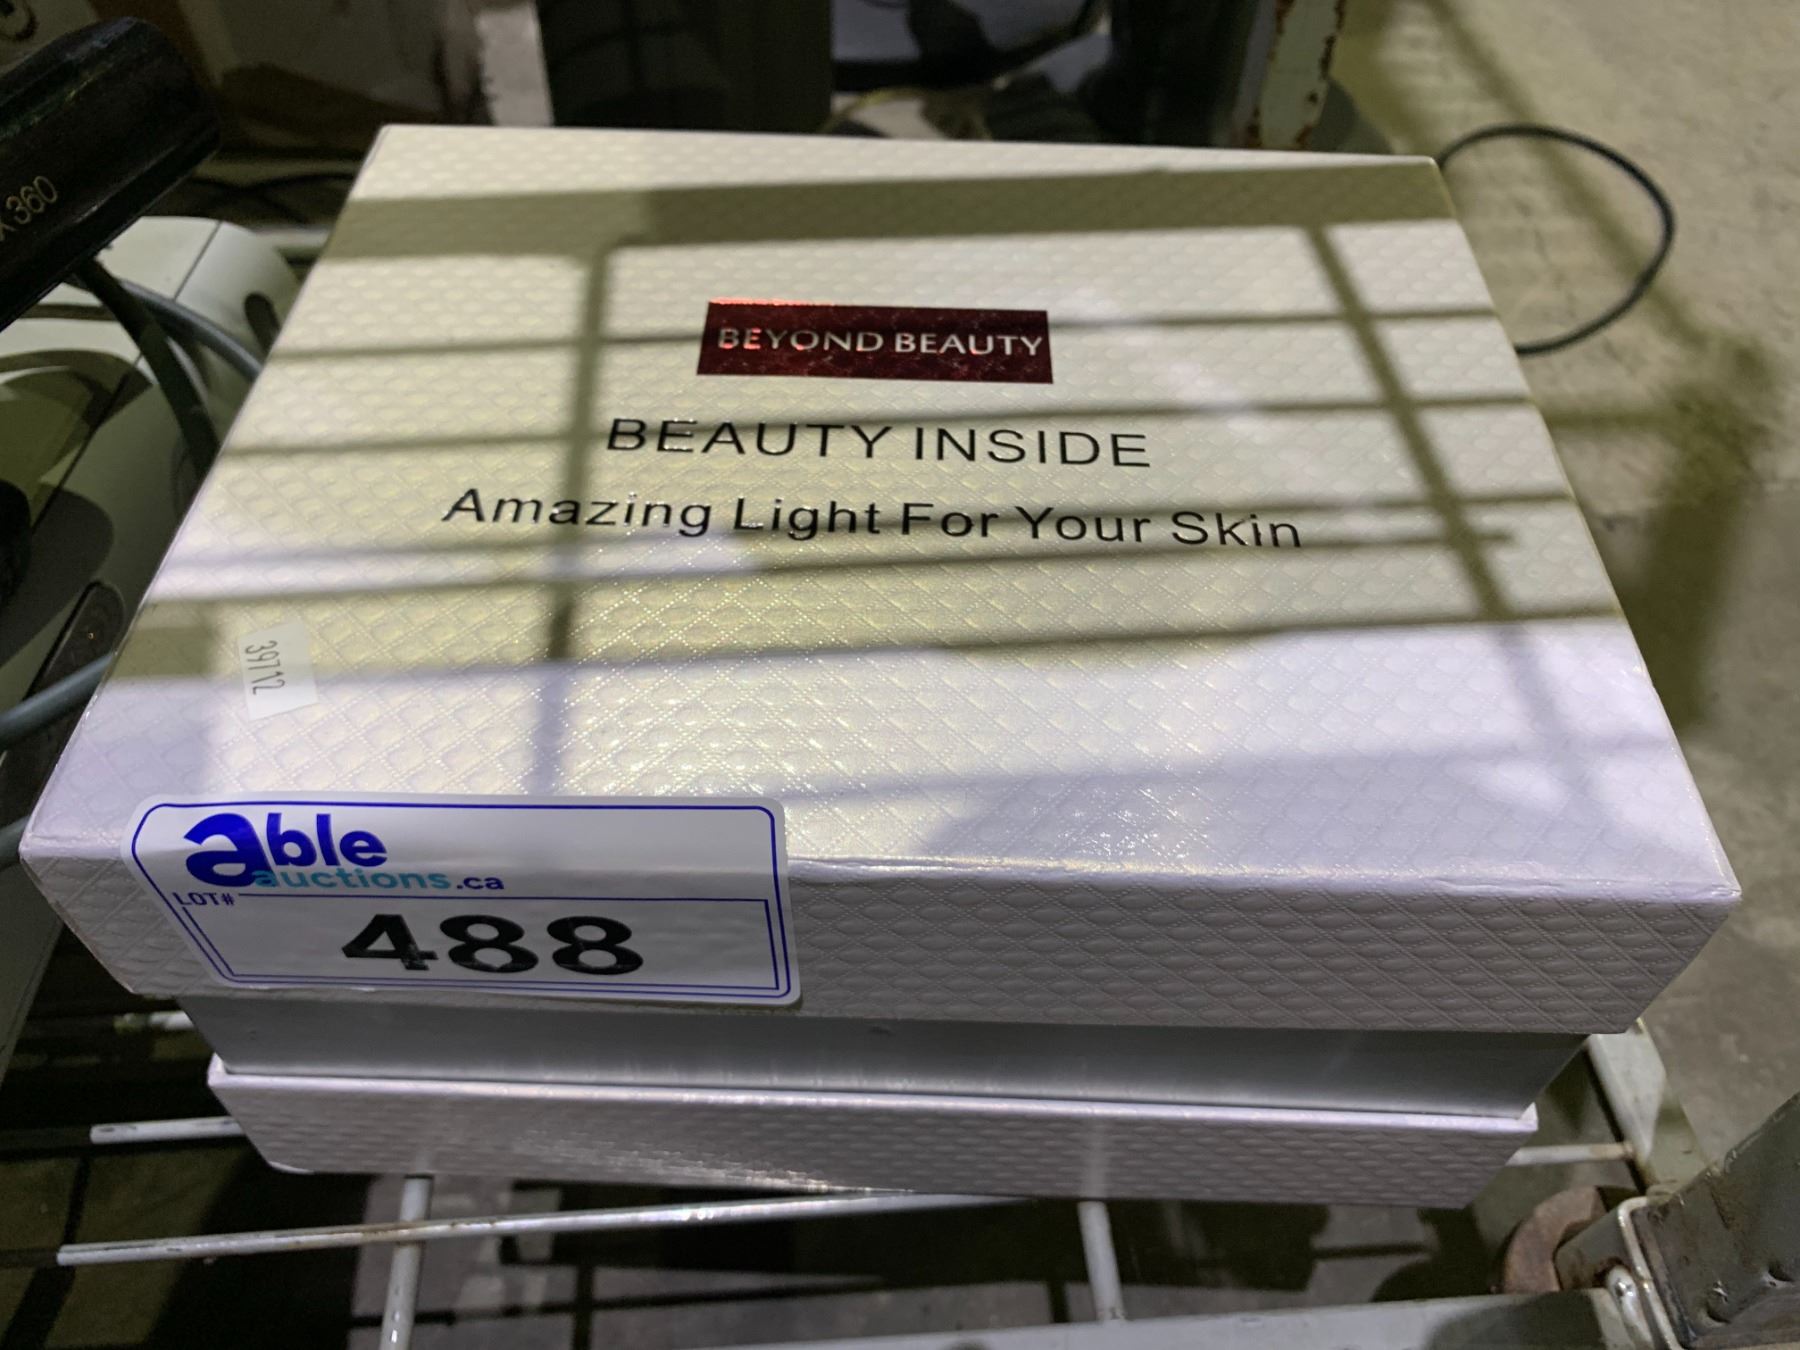 X360
BEYOND BEAUTY
BEAUTY INSIDE
Amazing Light For Your Skin
39712
able
auctions.ca
LOT#
488